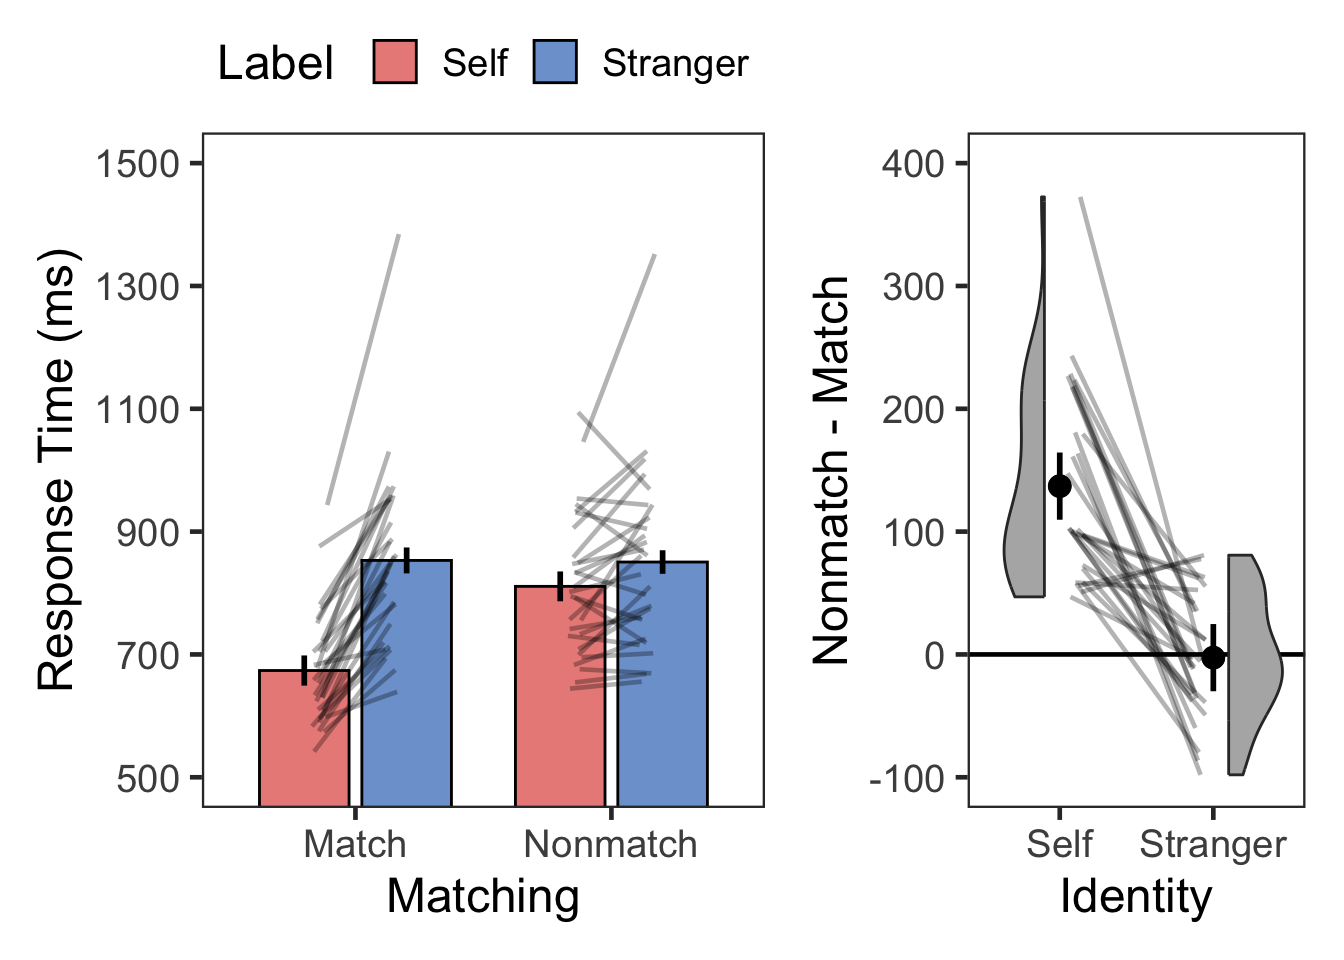 Label Self Stranger
Response Time (ms)
1500
1300
1100
900
700
500
Match Nonmatch
Matching
Nonmatch - Match
400
300
200
100
0
-100
Self Stranger
Identity